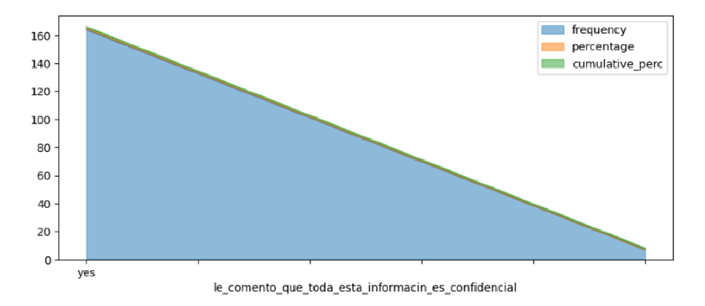 160
140
120
100
80
60
40
20
0
frequency
percentage
cumulative_perc
yes
le_comento_que_toda_esta_informacin_es_confidencial